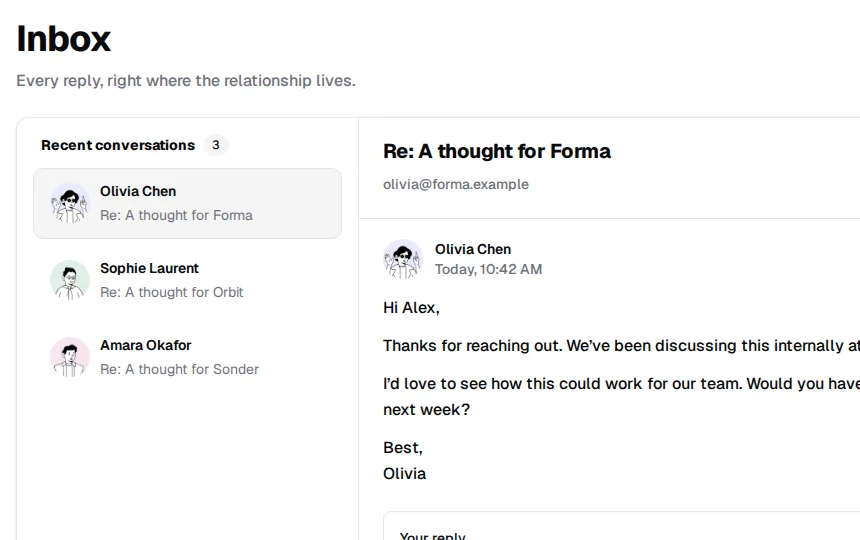 Inbox
Every reply, right where the relationship lives.
Recent conversations 3
Olivia Chen
Re: A thought for Forma
Sophie Laurent
Re: A thought for Orbit
Amara Okafor
Re: A thought for Sonder
Re: A thought for Forma
olivia@forma.example
Olivia Chen
Today, 10:42 AM
Hi Alex,
Thanks for reaching out. We’ve been discussing this internally at
I’d love to see how this could work for our team. Would you have
next week?
Best,
Olivia
Your reply